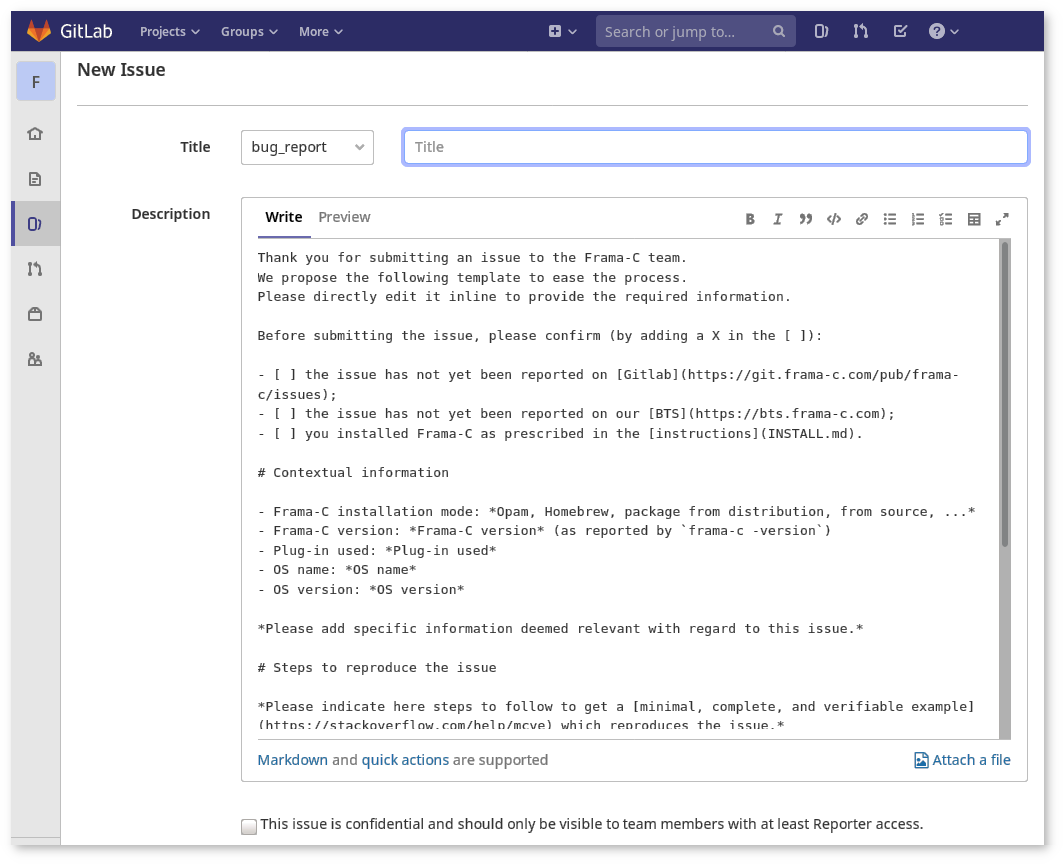 GitLab Projects Groups More Search or jump to...
F New Issue
Title bug_report Title
Description Write Preview
Thank you for submitting an issue to the Frama-C team.
We propose the following template to ease the process.
Please directly edit it inline to provide the required information.
Before submitting the issue, please confirm (by adding a X in the [ ]):
- [ ] the issue has not yet been reported on [Gitlab](https://git.frama-c.com/pub/frama-
c/issues);
- [ ] the issue has not yet been reported on our [BTS](https://bts.frama-c.com);
- [ ] you installed Frama-C as prescribed in the [instructions](INSTALL.md).
# Contextual information
- Frama-C installation mode: *Opam, Homebrew, package from distribution, from source, ...*
- Frama-C version: *Frama-C version* (as reported by `frama-c -version`)
- Plug-in used: *Plug-in used*
- OS name: *OS name*
- OS version: *OS version*
*Please add specific information deemed relevant with regard to this issue.*
# Steps to reproduce the issue
*Please indicate here steps to follow to get a [minimal, complete, and verifiable example]
(https://stackoverflow.com/help/mcve) which reproduces the issue.*
Markdown and quick actions are supported Attach a file
This issue is confidential and should only be visible to team members with at least Reporter access.